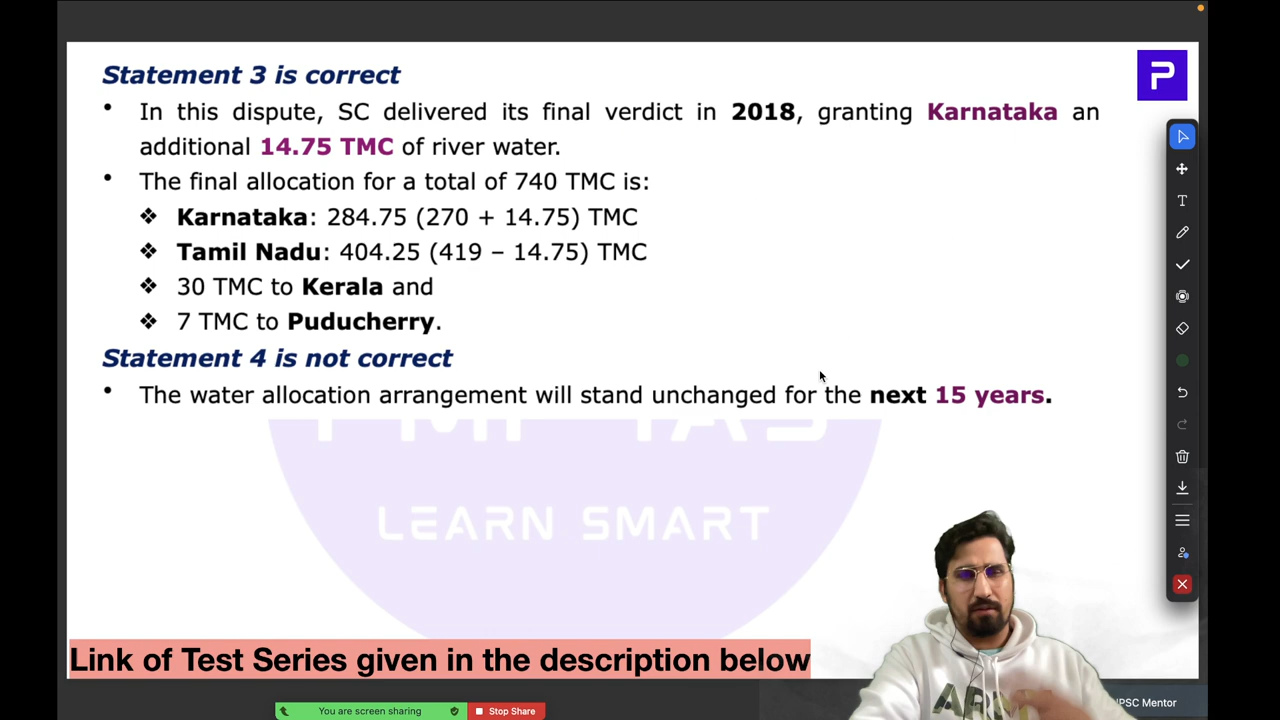 Statement 3 is correct
• In this dispute, SC delivered its final verdict in 2018, granting Karnataka an
additional 14.75 TMC of river water.
• The final allocation for a total of 740 TMC is:
❖ Karnataka: 284.75 (270 + 14.75) TMC
❖ Tamil Nadu: 404.25 (419 – 14.75) TMC
❖ 30 TMC to Kerala and
❖ 7 TMC to Puducherry.
Statement 4 is not correct
• The water allocation arrangement will stand unchanged for the next 15 years.
LEARN SMART
Link of Test Series given in the description below
You are screen sharing
Stop Share
PSC Mentor